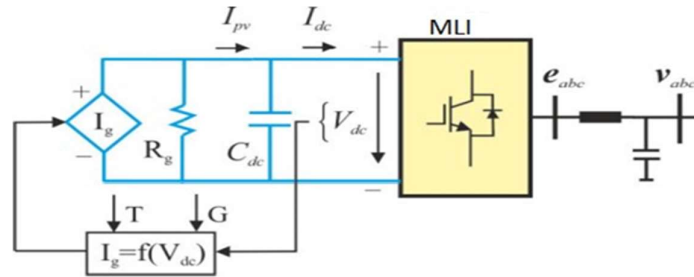 I_pv I_dc MLI
+ +
I_g R_g C_dc {V_dc e_abc v_abc
− −
T G
I_g=f(V_dc)